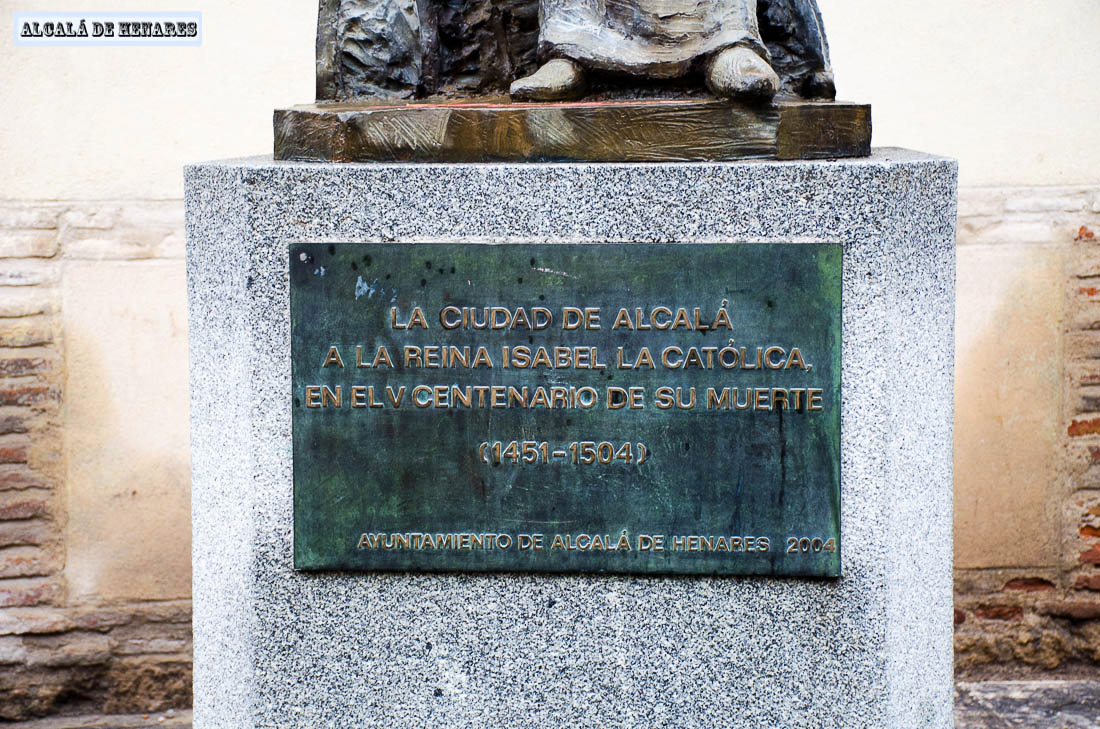 ALCALÁ DE HENARES
LA CIUDAD DE ALCALÁ
A LA REINA ISABEL LA CATÓLICA,
EN EL V CENTENARIO DE SU MUERTE
(1451-1504)
AYUNTAMIENTO DE ALCALÁ DE HENARES 2004